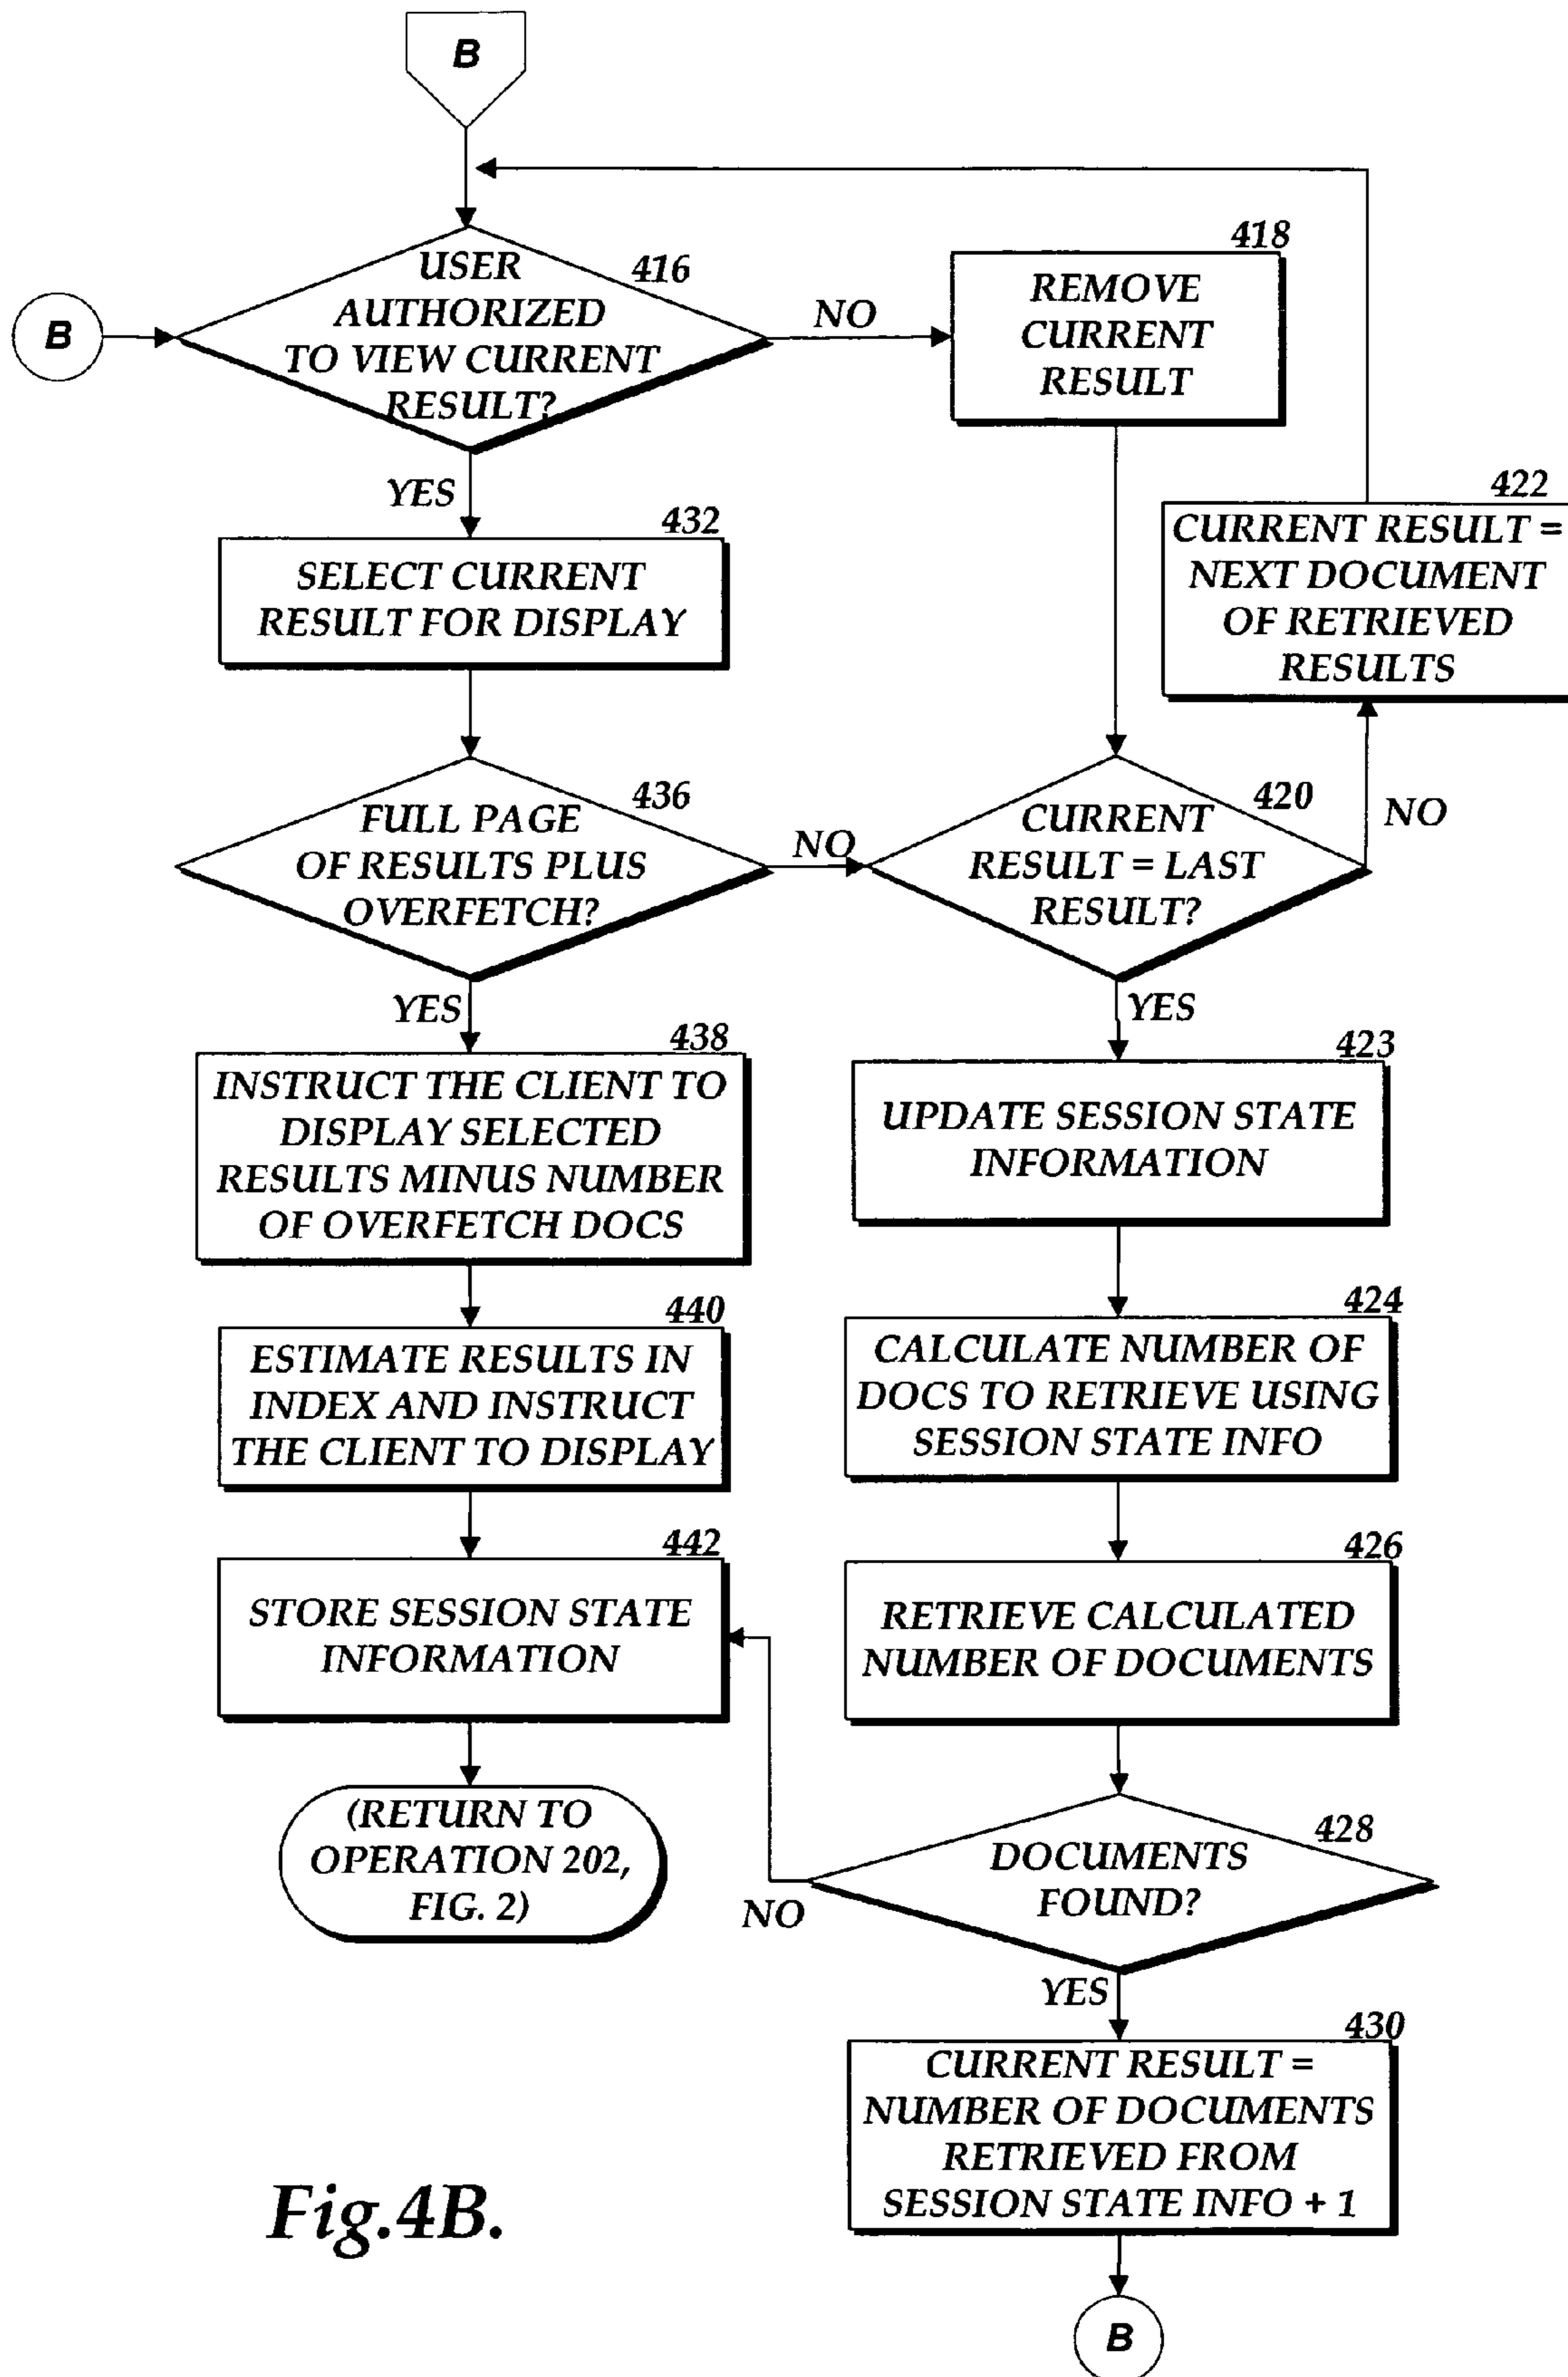 B
418
USER
AUTHORIZED
TO VIEW CURRENT
RESULT?
416
B
NO
REMOVE
CURRENT
RESULT
YES
422
CURRENT RESULT =
NEXT DOCUMENT
OF RETRIEVED
RESULTS
432
SELECT CURRENT
RESULT FOR DISPLAY
436
FULL PAGE
OF RESULTS PLUS
OVERFETCH?
NO
420
CURRENT
RESULT = LAST
RESULT?
NO
YES
YES
438
INSTRUCT THE CLIENT TO
DISPLAY SELECTED
RESULTS MINUS NUMBER
OF OVERFETCH DOCS
423
UPDATE SESSION STATE
INFORMATION
440
ESTIMATE RESULTS IN
INDEX AND INSTRUCT
THE CLIENT TO DISPLAY
424
CALCULATE NUMBER OF
DOCS TO RETRIEVE USING
SESSION STATE INFO
442
STORE SESSION STATE
INFORMATION
426
RETRIEVE CALCULATED
NUMBER OF DOCUMENTS
(RETURN TO
OPERATION 202,
FIG. 2)
428
DOCUMENTS
FOUND?
NO
YES
430
CURRENT RESULT =
NUMBER OF DOCUMENTS
RETRIEVED FROM
SESSION STATE INFO + 1
Fig.4B.
B